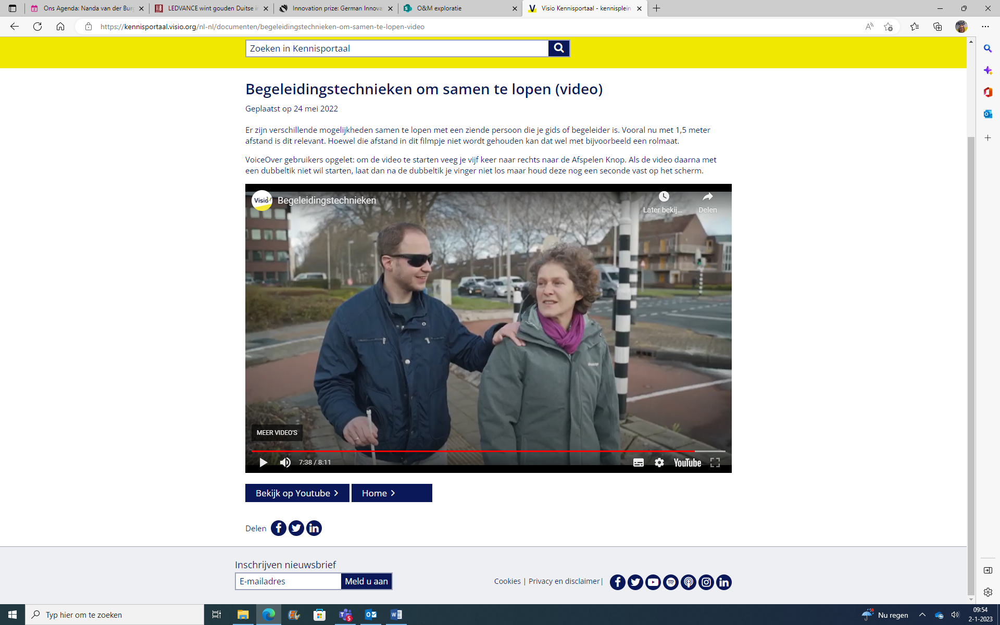 Ons Agenda: Nanda van der Burg
LEDVANCE wint gouden Duitse in
Innovation prize: German Innova
O&M exploratie
Visio Kennisportaal - kennisplein
https://kennisportaal.visio.org/nl-nl/documenten/begeleidingstechnieken-om-samen-te-lopen-video
Zoeken in Kennisportaal
Begeleidingstechnieken om samen te lopen (video)
Geplaatst op 24 mei 2022
Er zijn verschillende mogelijkheden samen te lopen met een ziende persoon die je gids of begeleider is. Vooral nu met 1,5 meter
afstand is dit relevant. Hoewel die afstand in dit filmpje niet wordt gehouden kan dat wel met bijvoorbeeld een rolmaat.
VoiceOver gebruikers opgelet: om de video te starten veeg je vijf keer naar rechts naar de Afspelen Knop. Als de video daarna met
een dubbeltik niet wil starten, laat dan na de dubbeltik je vinger niet los maar houd deze nog een seconde vast op het scherm.
Visio
Begeleidingstechnieken
Later bekij...
Delen
MEER VIDEO'S
7:38 / 8:11
YouTube
Bekijk op Youtube
Home
Delen
Inschrijven nieuwsbrief
E-mailadres
Meld u aan
Cookies | Privacy en disclaimer|
Typ hier om te zoeken
5
Nu regen
09:54
2-1-2023